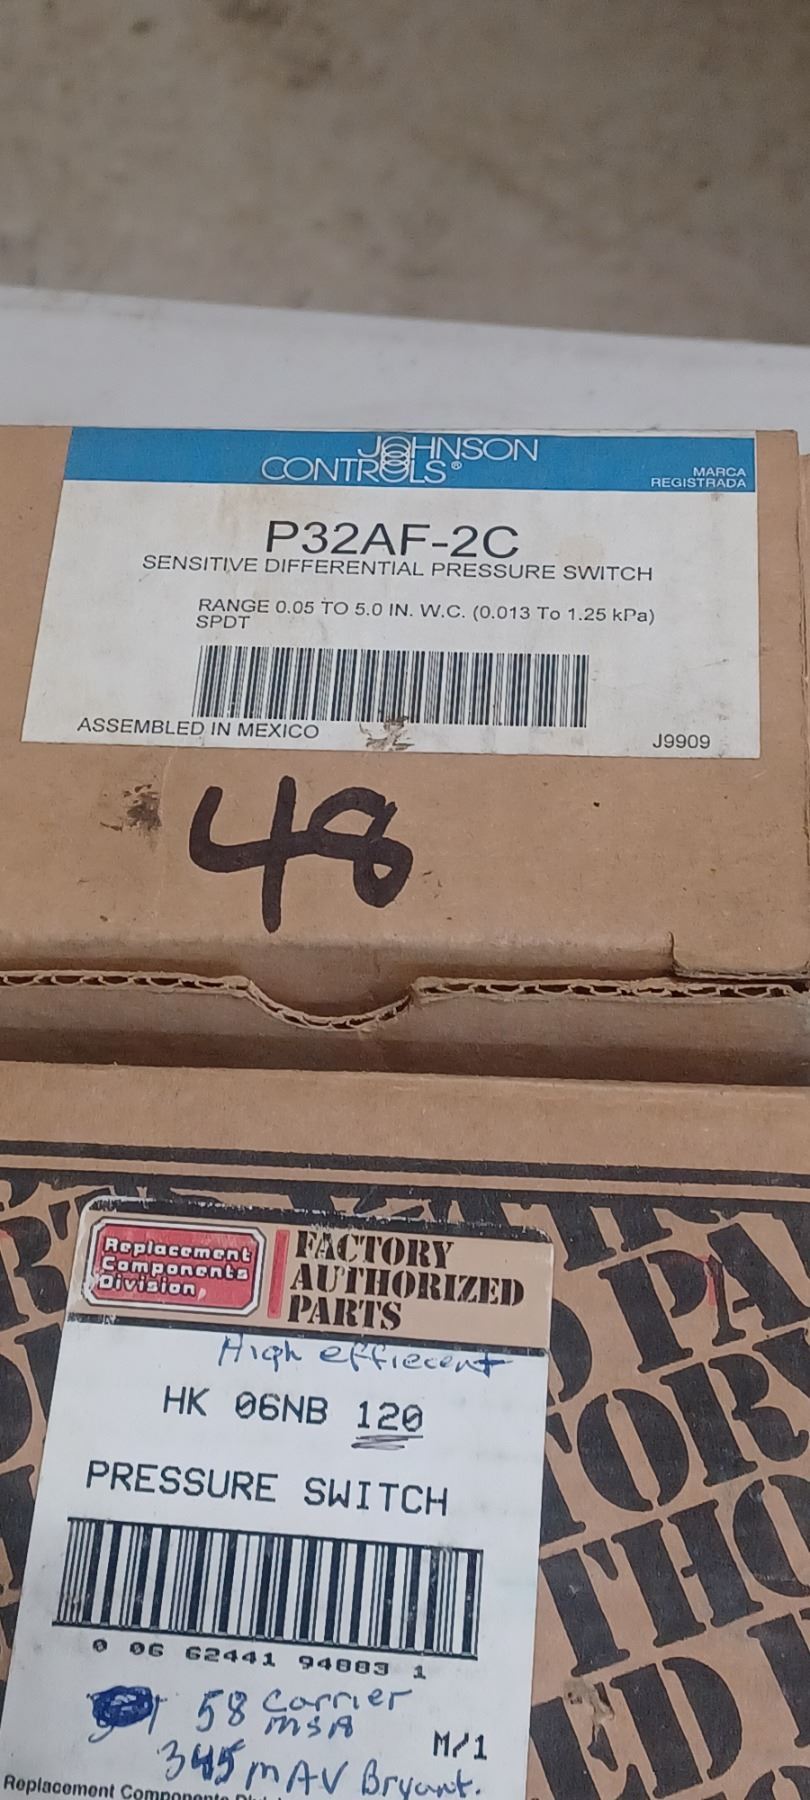 JOHNSON
CONTROLS®
MARCA
REGISTRADA
P32AF-2C
SENSITIVE DIFFERENTIAL PRESSURE SWITCH
RANGE 0.05 TO 5.0 IN. W.C. (0.013 To 1.25 kPa)
SPDT
ASSEMBLED IN MEXICO
J9909
48
Replacement
Components
Division
FACTORY
AUTHORIZED
PARTS
High effiecent
HK 06NB 120
PRESSURE SWITCH
0 06 62441 94883 1
58 Carrier
MSA
M/1
345 MAV Bryant.
Replacement